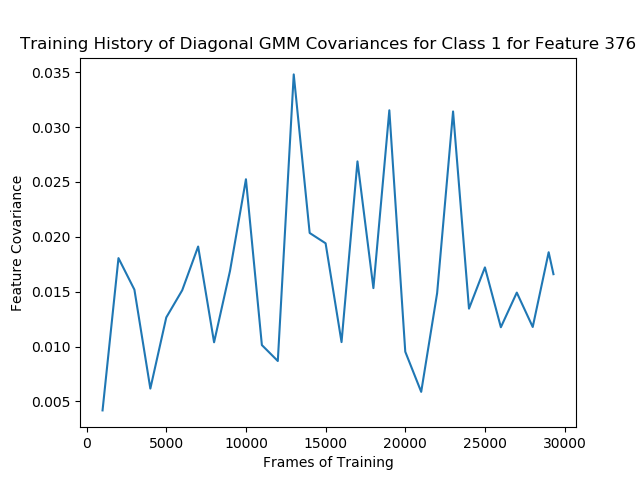 Training History of Diagonal GMM Covariances for Class 1 for Feature 376
0.035
0.030
0.025
0.020
0.015
0.010
0.005
Feature Covariance
0 5000 10000 15000 20000 25000 30000
Frames of Training